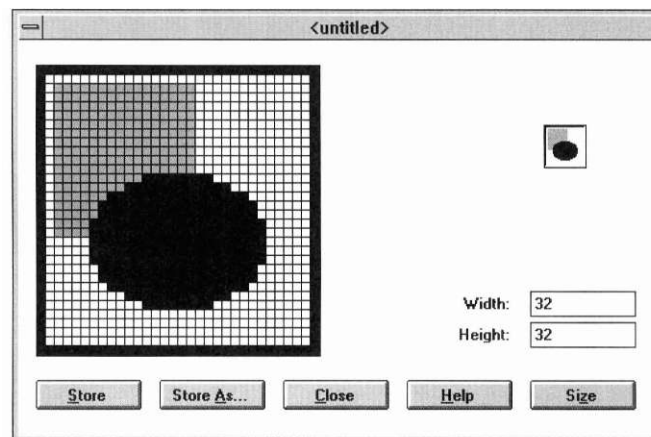 <untitled>
Width: 32
Height: 32
Store Store As... Close Help Size